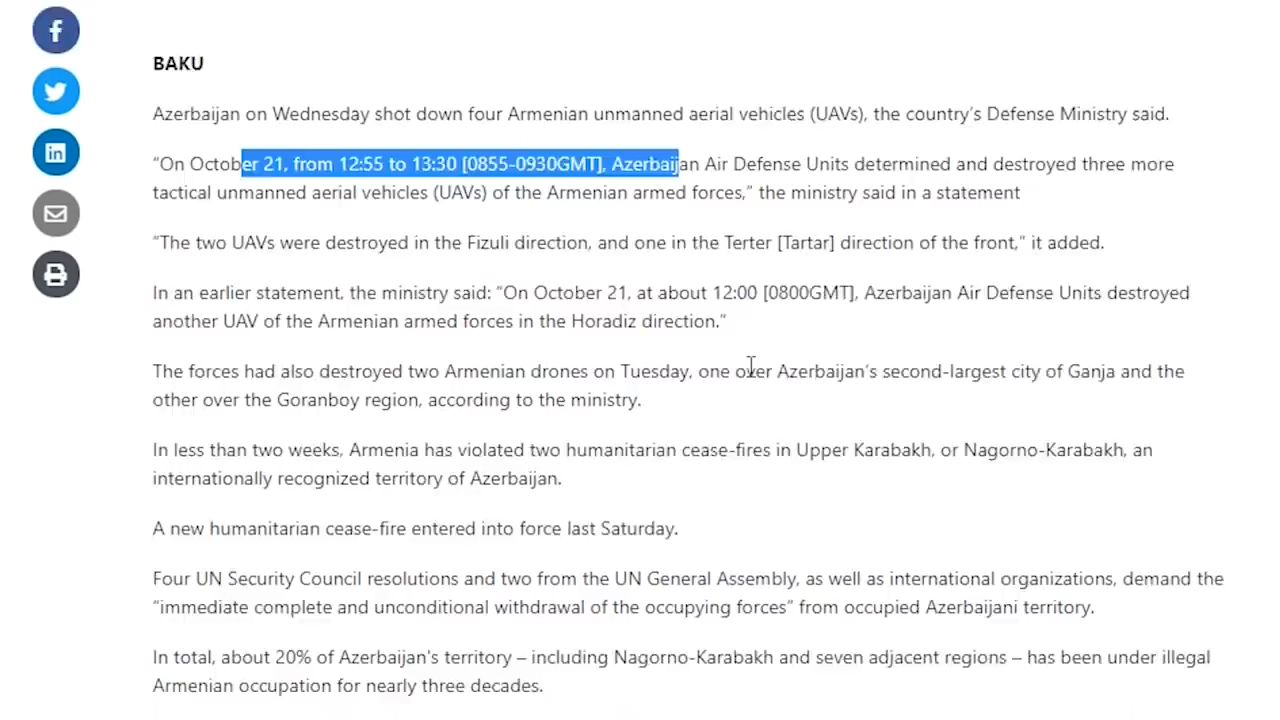 BAKU
Azerbaijan on Wednesday shot down four Armenian unmanned aerial vehicles (UAVs), the country’s Defense Ministry said.
“On October 21, from 12:55 to 13:30 [0855-0930GMT], Azerbaijan Air Defense Units determined and destroyed three more
tactical unmanned aerial vehicles (UAVs) of the Armenian armed forces,” the ministry said in a statement
“The two UAVs were destroyed in the Fizuli direction, and one in the Terter [Tartar] direction of the front,” it added.
In an earlier statement, the ministry said: “On October 21, at about 12:00 [0800GMT], Azerbaijan Air Defense Units destroyed
another UAV of the Armenian armed forces in the Horadiz direction.”
The forces had also destroyed two Armenian drones on Tuesday, one over Azerbaijan’s second-largest city of Ganja and the
other over the Goranboy region, according to the ministry.
In less than two weeks, Armenia has violated two humanitarian cease-fires in Upper Karabakh, or Nagorno-Karabakh, an
internationally recognized territory of Azerbaijan.
A new humanitarian cease-fire entered into force last Saturday.
Four UN Security Council resolutions and two from the UN General Assembly, as well as international organizations, demand the
“immediate complete and unconditional withdrawal of the occupying forces” from occupied Azerbaijani territory.
In total, about 20% of Azerbaijan's territory – including Nagorno-Karabakh and seven adjacent regions – has been under illegal
Armenian occupation for nearly three decades.